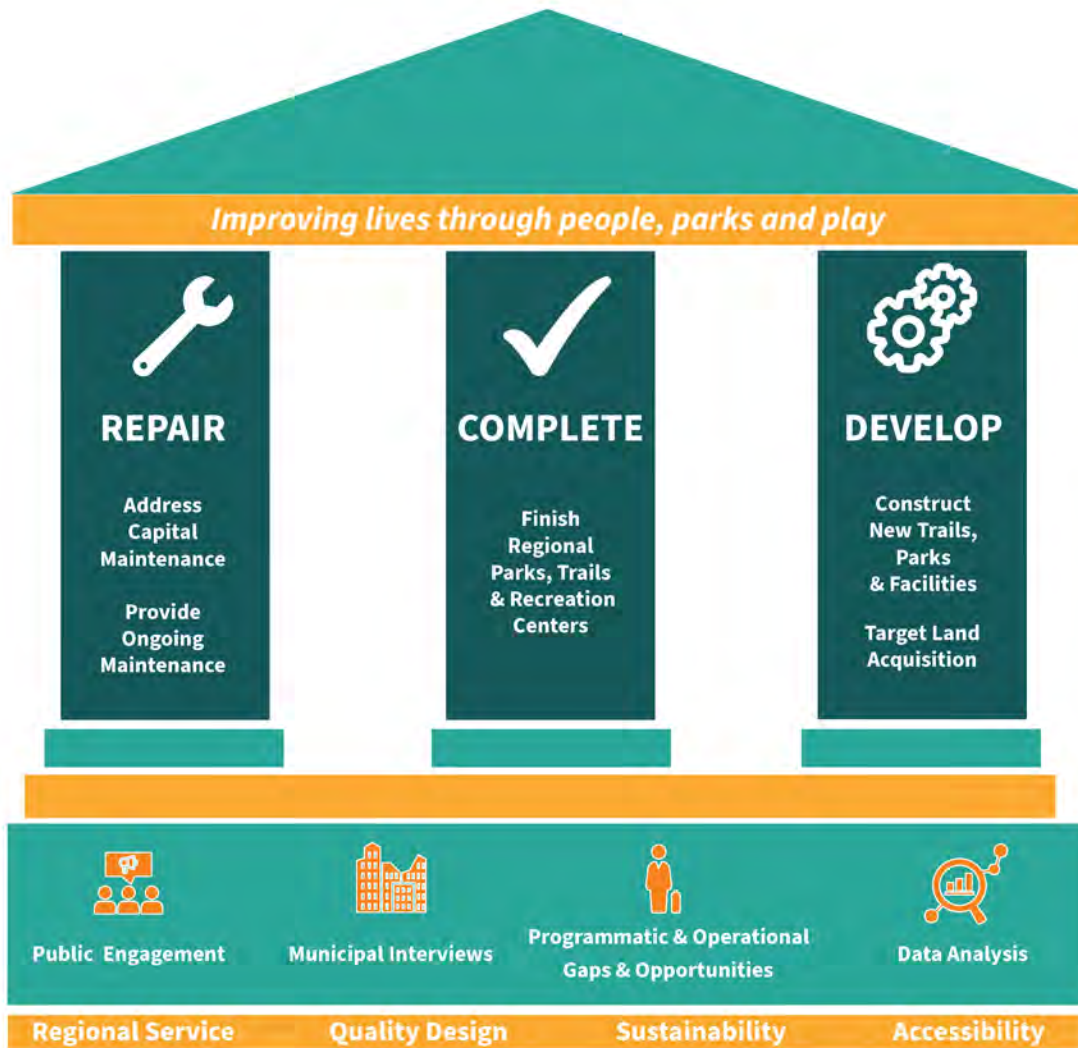 Improving lives through people, parks and play
REPAIR
Address
Capital
Maintenance
Provide
Ongoing
Maintenance
COMPLETE
Finish
Regional
Parks, Trails
& Recreation
Centers
DEVELOP
Construct
New Trails,
Parks
& Facilities
Target Land
Acquisition
Public Engagement
Municipal Interviews
Programmatic & Operational
Gaps & Opportunities
Data Analysis
Regional Service
Quality Design
Sustainability
Accessibility